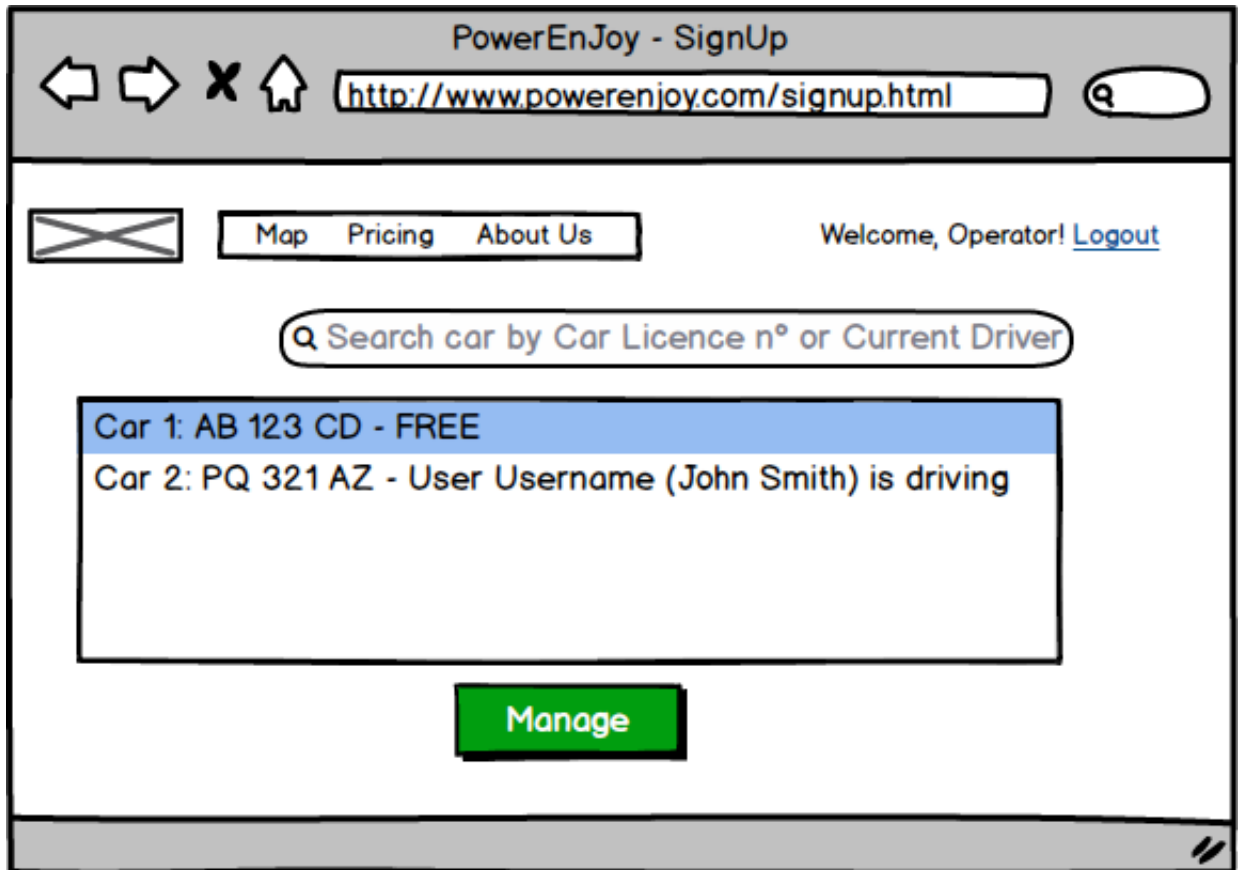 PowerEnJoy - SignUp
http://www.powerenjoy.com/signup.html
Map Pricing About Us Welcome, Operator! Logout
Search car by Car Licence n° or Current Driver
Car 1: AB 123 CD - FREE
Car 2: PQ 321 AZ - User Username (John Smith) is driving
Manage